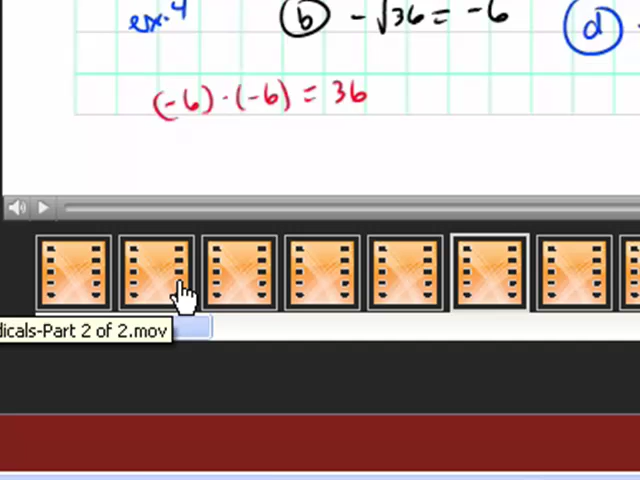 ex. 4 b - √36 = -6 d
(-6) · (-6) = 36
dicals-Part 2 of 2.mov